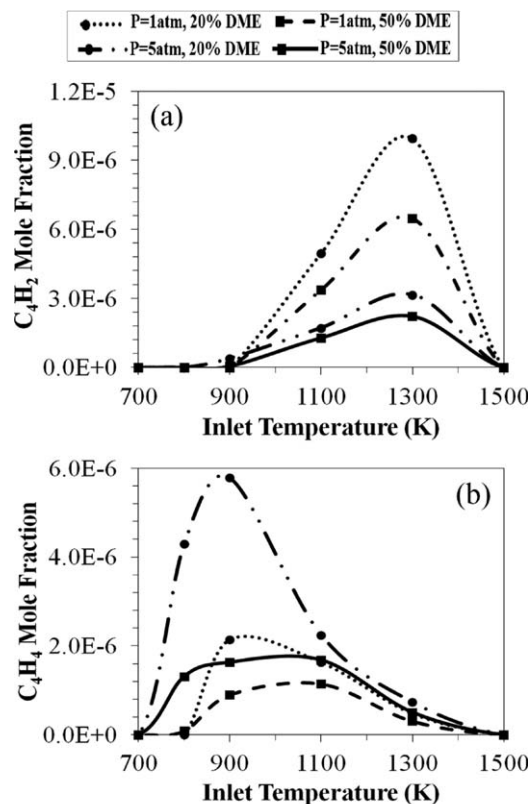 P=1atm, 20% DME P=1atm, 50% DME
P=5atm, 20% DME P=5atm, 50% DME
(a)
C₄H₂ Mole Fraction
1.2E-5
9.0E-6
6.0E-6
3.0E-6
0.0E+0
700 900 1100 1300 1500
Inlet Temperature (K)
(b)
C₄H₄ Mole Fraction
6.0E-6
4.0E-6
2.0E-6
0.0E+0
700 900 1100 1300 1500
Inlet Temperature (K)